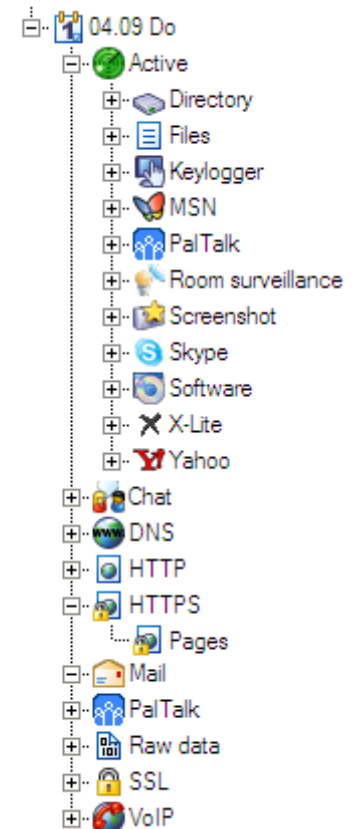 04.09 Do
Active
Directory
Files
Keylogger
MSN
PalTalk
Room surveillance
Screenshot
Skype
Software
X-Lite
Yahoo
Chat
DNS
HTTP
HTTPS
Pages
Mail
PalTalk
Raw data
SSL
VoIP